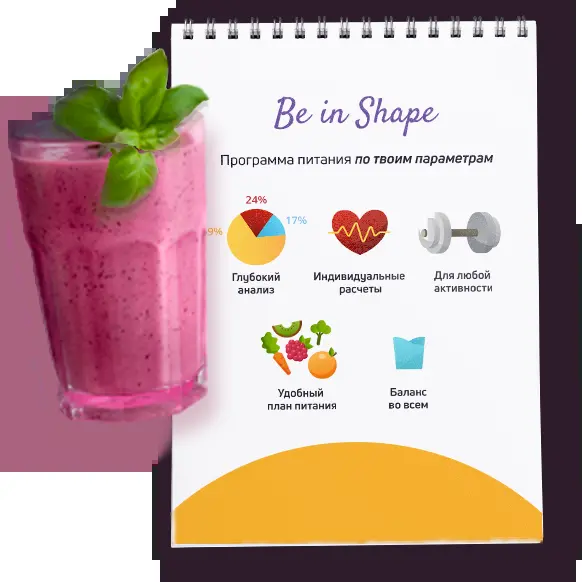 Be in Shape
Программа питания по твоим параметрам
24%
17%
9%
Глубокий
анализ
Индивидуальные
расчеты
Для любой
активности
Удобный
план питания
Баланс
во всем